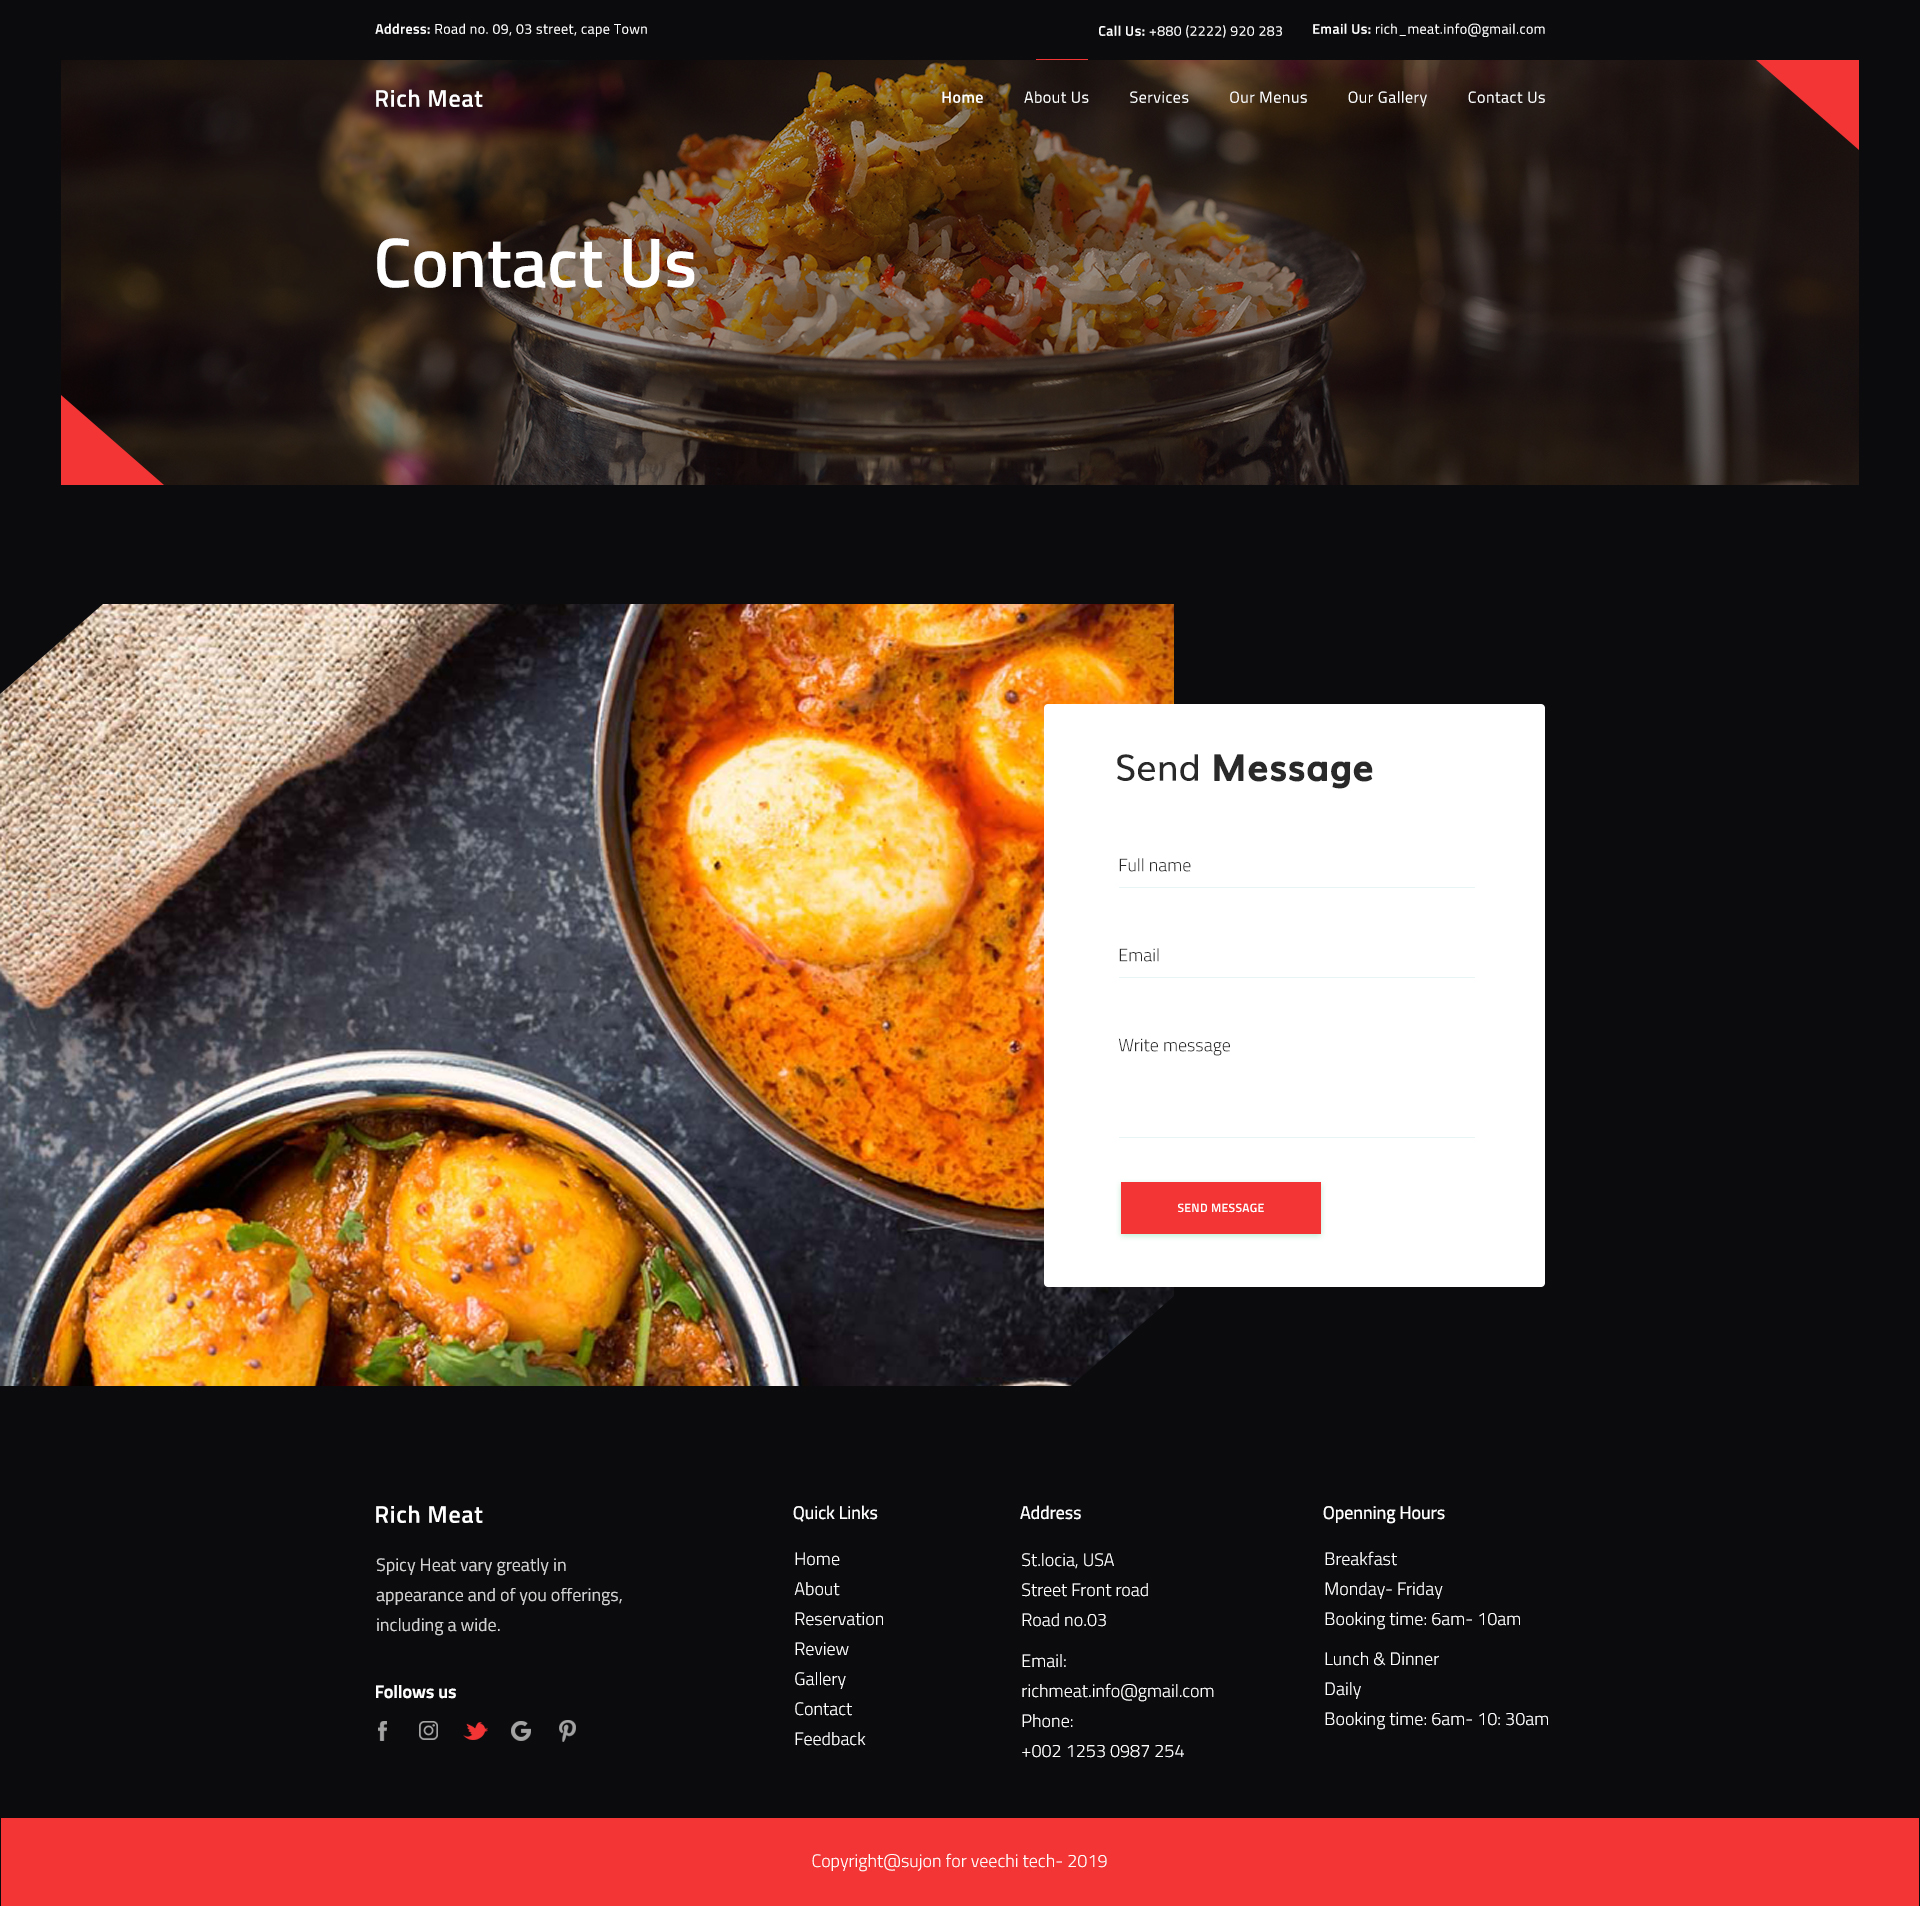 Address: Road no. 09, 03 street, cape Town
Call Us: +880 (2222) 920 283
Email Us: rich_meat.info@gmail.com
Rich Meat
Home
About Us
Services
Our Menus
Our Gallery
Contact Us
Contact Us
Send Message
Full name
Email
Write message
SEND MESSAGE
Rich Meat
Spicy Heat vary greatly in
appearance and of you offerings,
including a wide.
Follows us
Quick Links
Home
About
Reservation
Review
Gallery
Contact
Feedback
Address
St.locia, USA
Street Front road
Road no.03
Email:
richmeat.info@gmail.com
Phone:
+002 1253 0987 254
Openning Hours
Breakfast
Monday- Friday
Booking time: 6am- 10am
Lunch & Dinner
Daily
Booking time: 6am- 10: 30am
Copyright@sujon for veechi tech- 2019